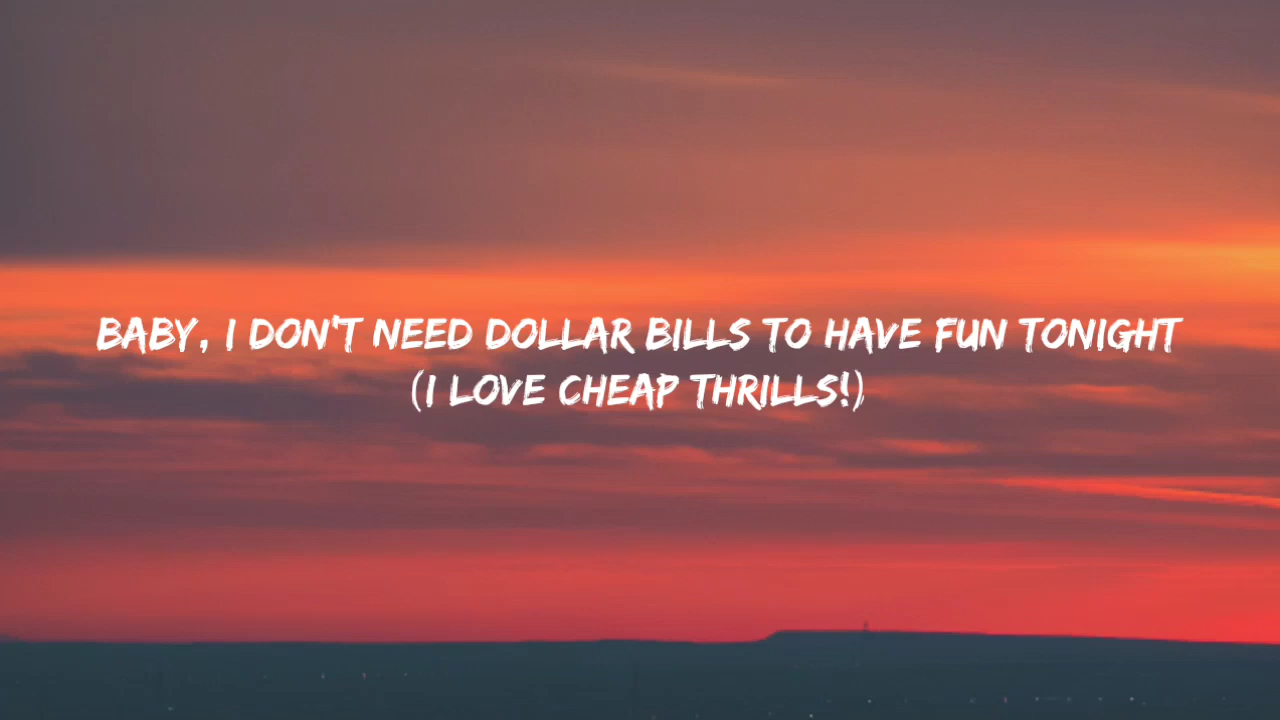 BABY, I DON'T NEED DOLLAR BILLS TO HAVE FUN TONIGHT
(I LOVE CHEAP THRILLS!)